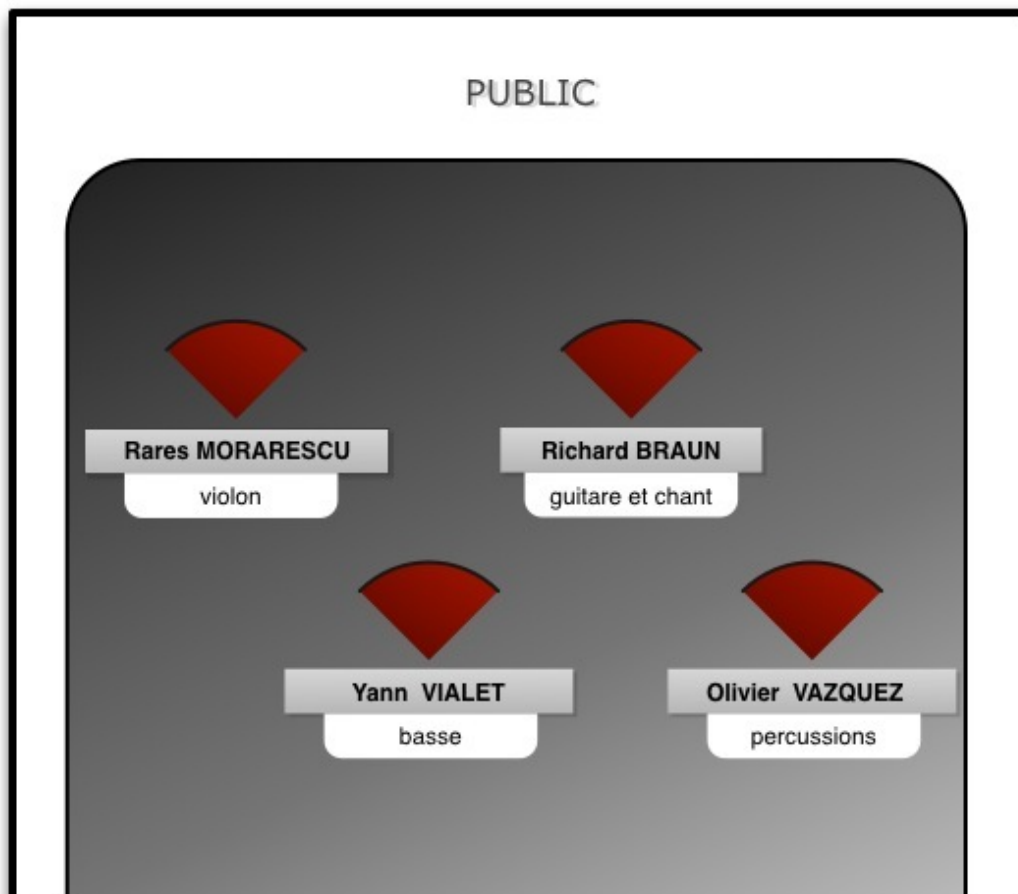 PUBLIC
Rares MORARESCU
violon
Richard BRAUN
guitare et chant
Yann VIALET
basse
Olivier VAZQUEZ
percussions